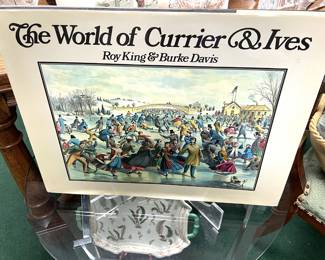 The World of Currier & Ives
Roy King & Burke Davis